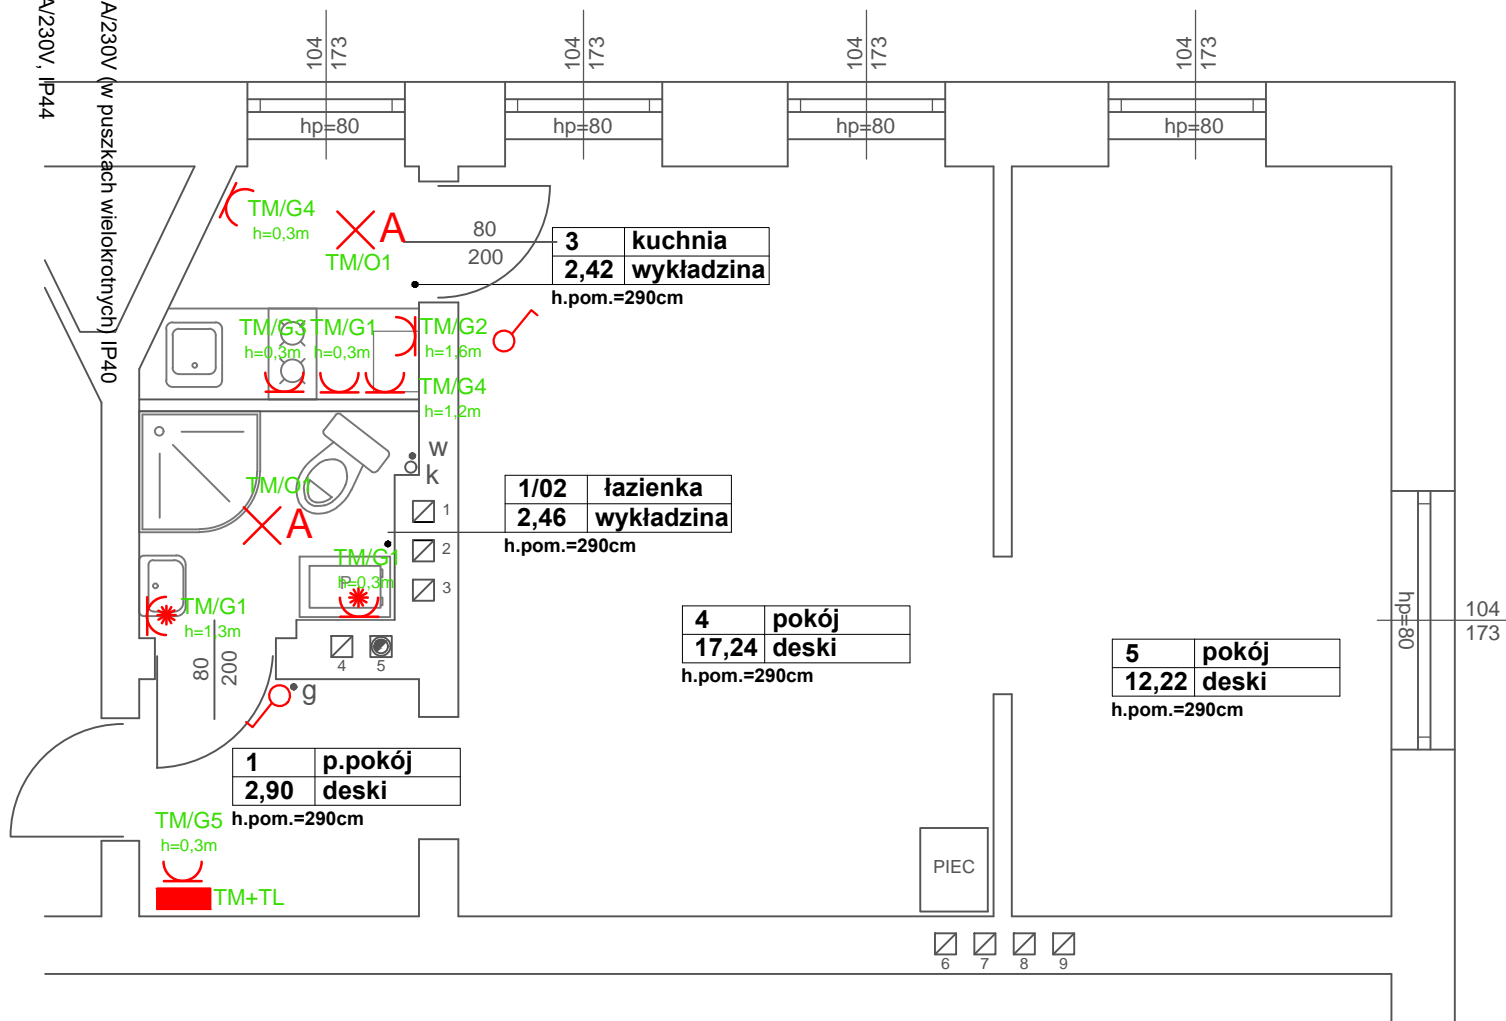 A/230V, IP44
A/230V (w puszkach wielokrotnych) IP40
104
173
104
173
104
173
104
173
hp=80
hp=80
hp=80
hp=80
TM/G4
h=0,3m
A
TM/O1
80
200
3 kuchnia
2,42 wykładzina
h.pom.=290cm
TM/G3
h=0,3m
TM/G1
h=0,3m
TM/G2
h=1,6m
TM/G4
h=1,2m
w
k
TM/O1
A
1
2
3
1/02 łazienka
2,46 wykładzina
h.pom.=290cm
TM/G1
h=0,3m
P
TM/G1
h=1,3m
80
200
4
5
g
4 pokój
17,24 deski
h.pom.=290cm
5 pokój
12,22 deski
h.pom.=290cm
hp=80
104
173
1 p.pokój
2,90 deski
h.pom.=290cm
TM/G5
h=0,3m
TM+TL
PIEC
6
7
8
9